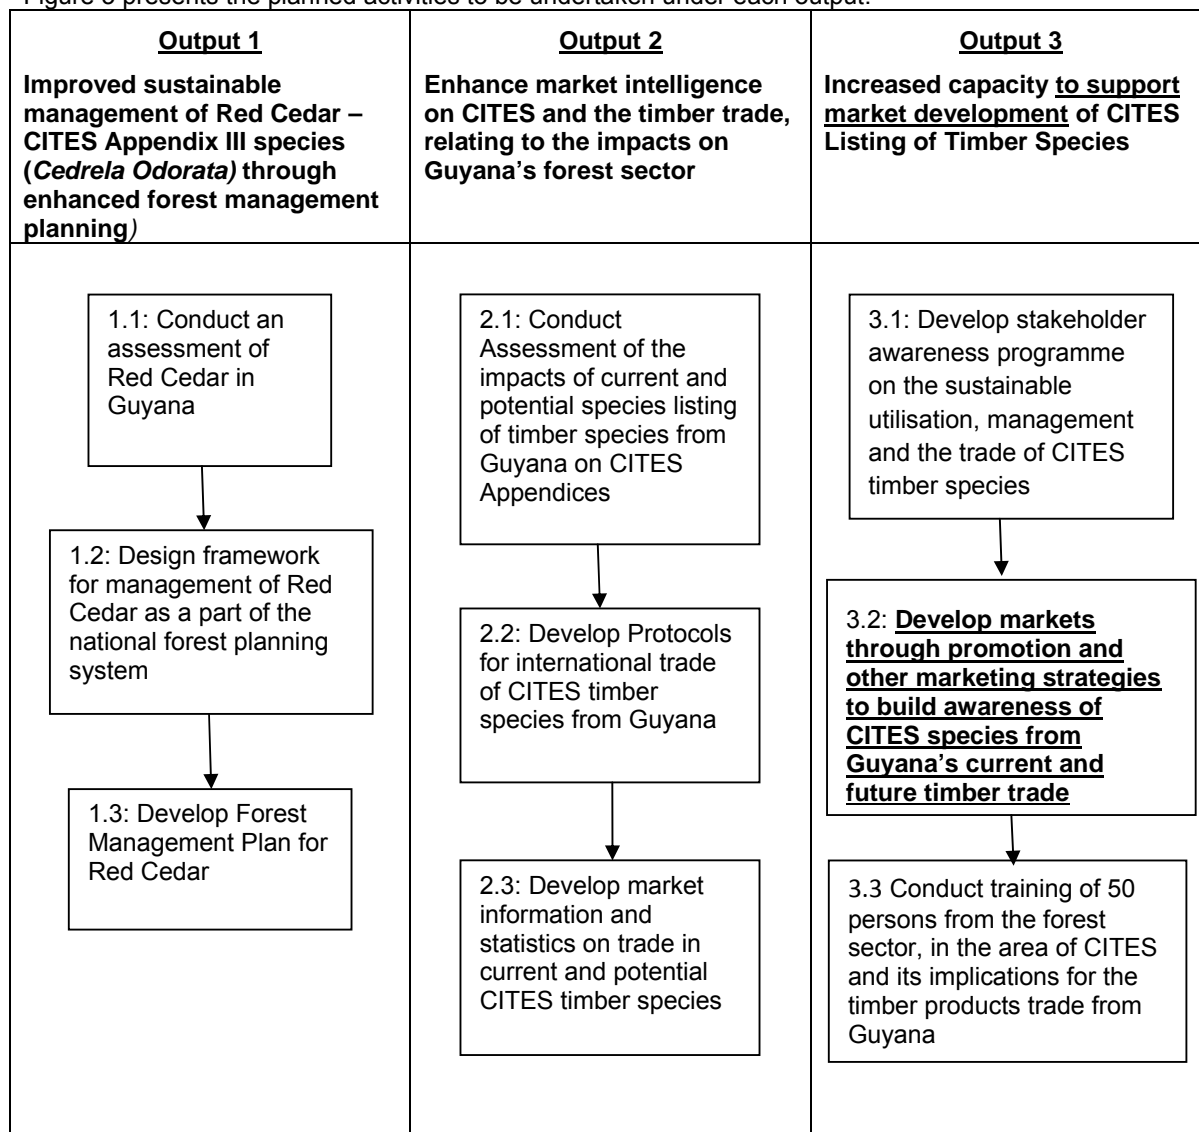 Figure 3 presents the planned activities to be undertaken under each output.
Output 1
Improved sustainable
management of Red Cedar –
CITES Appendix III species
(Cedrela Odorata) through
enhanced forest management
planning)
Output 2
Enhance market intelligence
on CITES and the timber trade,
relating to the impacts on
Guyana's forest sector
Output 3
Increased capacity to support
market development of CITES
Listing of Timber Species
1.1: Conduct an
assessment of
Red Cedar in
Guyana
1.2: Design framework
for management of Red
Cedar as a part of the
national forest planning
system
1.3: Develop Forest
Management Plan for
Red Cedar
2.1: Conduct
Assessment of the
impacts of current and
potential species listing
of timber species from
Guyana on CITES
Appendices
2.2: Develop Protocols
for international trade
of CITES timber
species from Guyana
2.3: Develop market
information and
statistics on trade in
current and potential
CITES timber species
3.1: Develop stakeholder
awareness programme
on the sustainable
utilisation, management
and the trade of CITES
timber species
3.2: Develop markets
through promotion and
other marketing strategies
to build awareness of
CITES species from
Guyana's current and
future timber trade
3.3 Conduct training of 50
persons from the forest
sector, in the area of CITES
and its implications for the
timber products trade from
Guyana